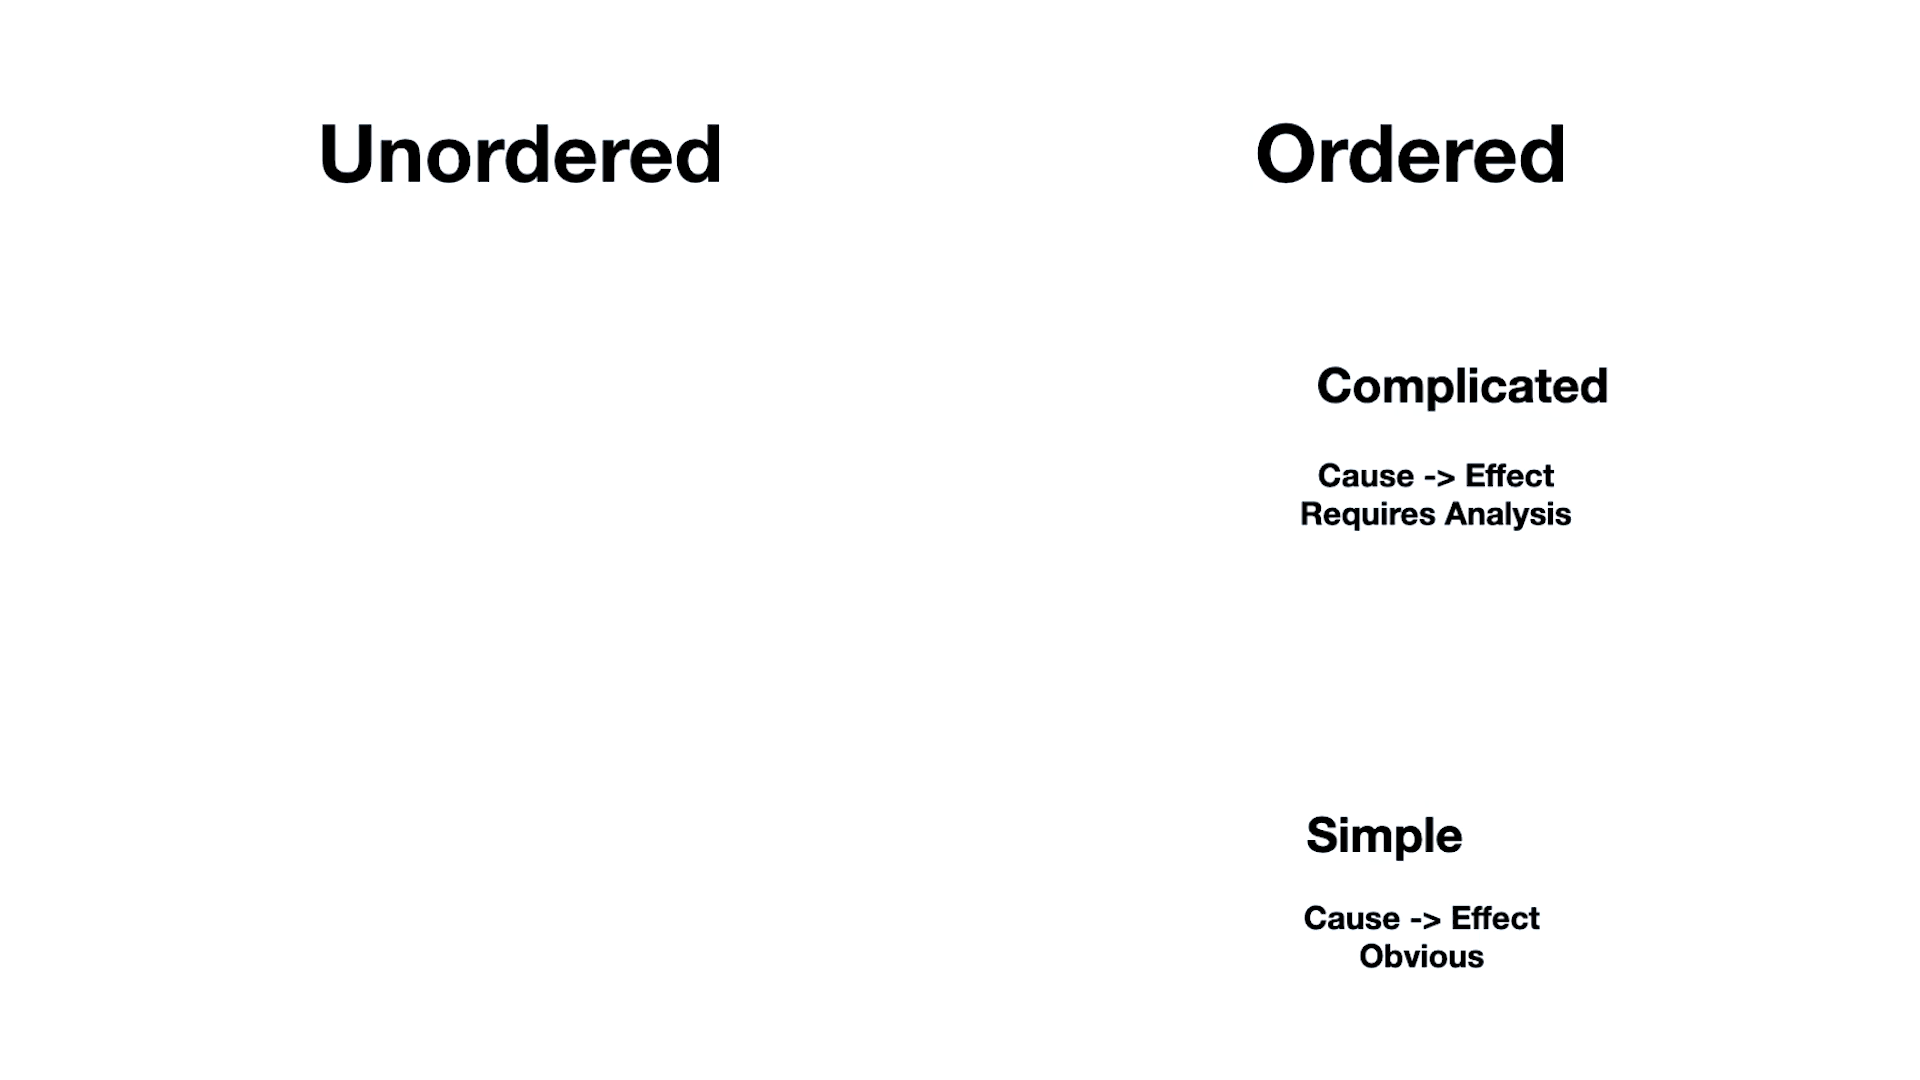 Unordered
Ordered
Complicated
Cause -> Effect
Requires Analysis
Simple
Cause -> Effect
Obvious